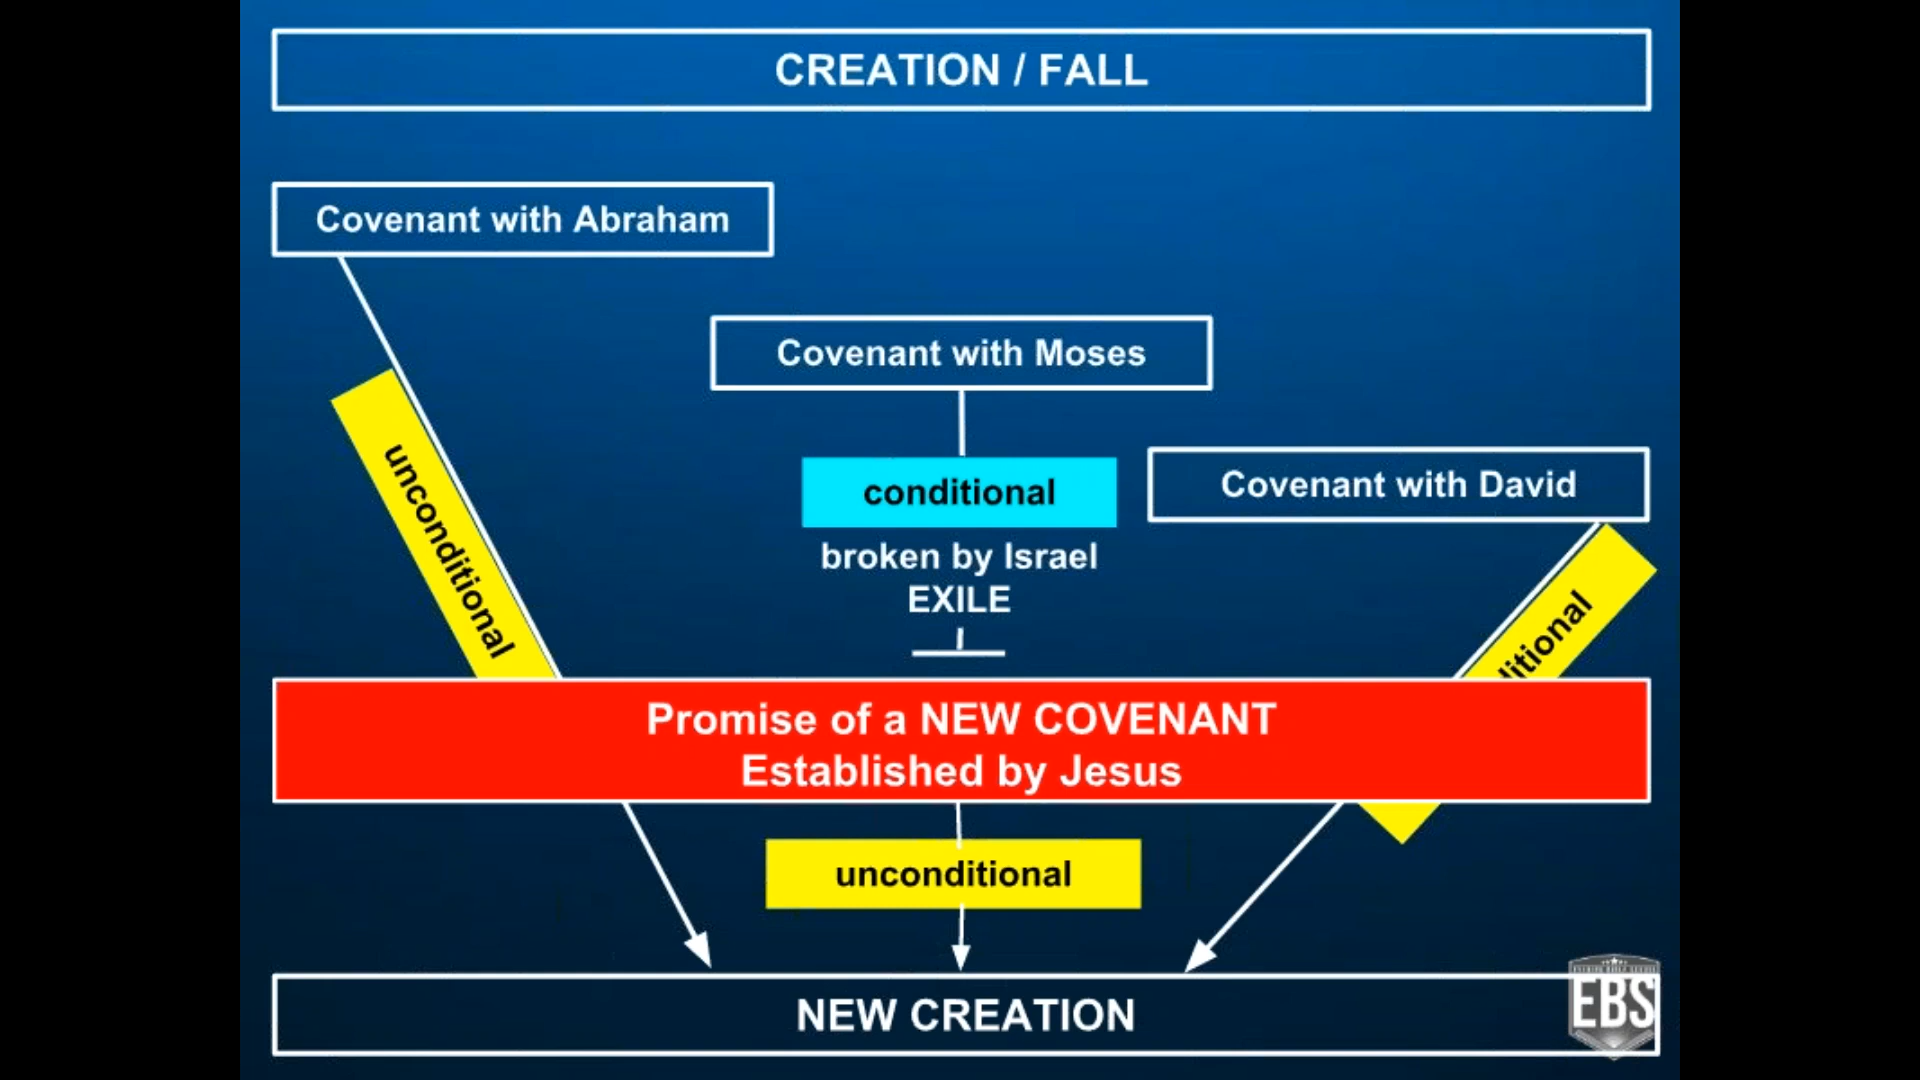 CREATION / FALL
Covenant with Abraham
Covenant with Moses
Covenant with David
unconditional
conditional
broken by Israel
EXILE
ditional
Promise of a NEW COVENANT
Established by Jesus
unconditional
NEW CREATION
EBS